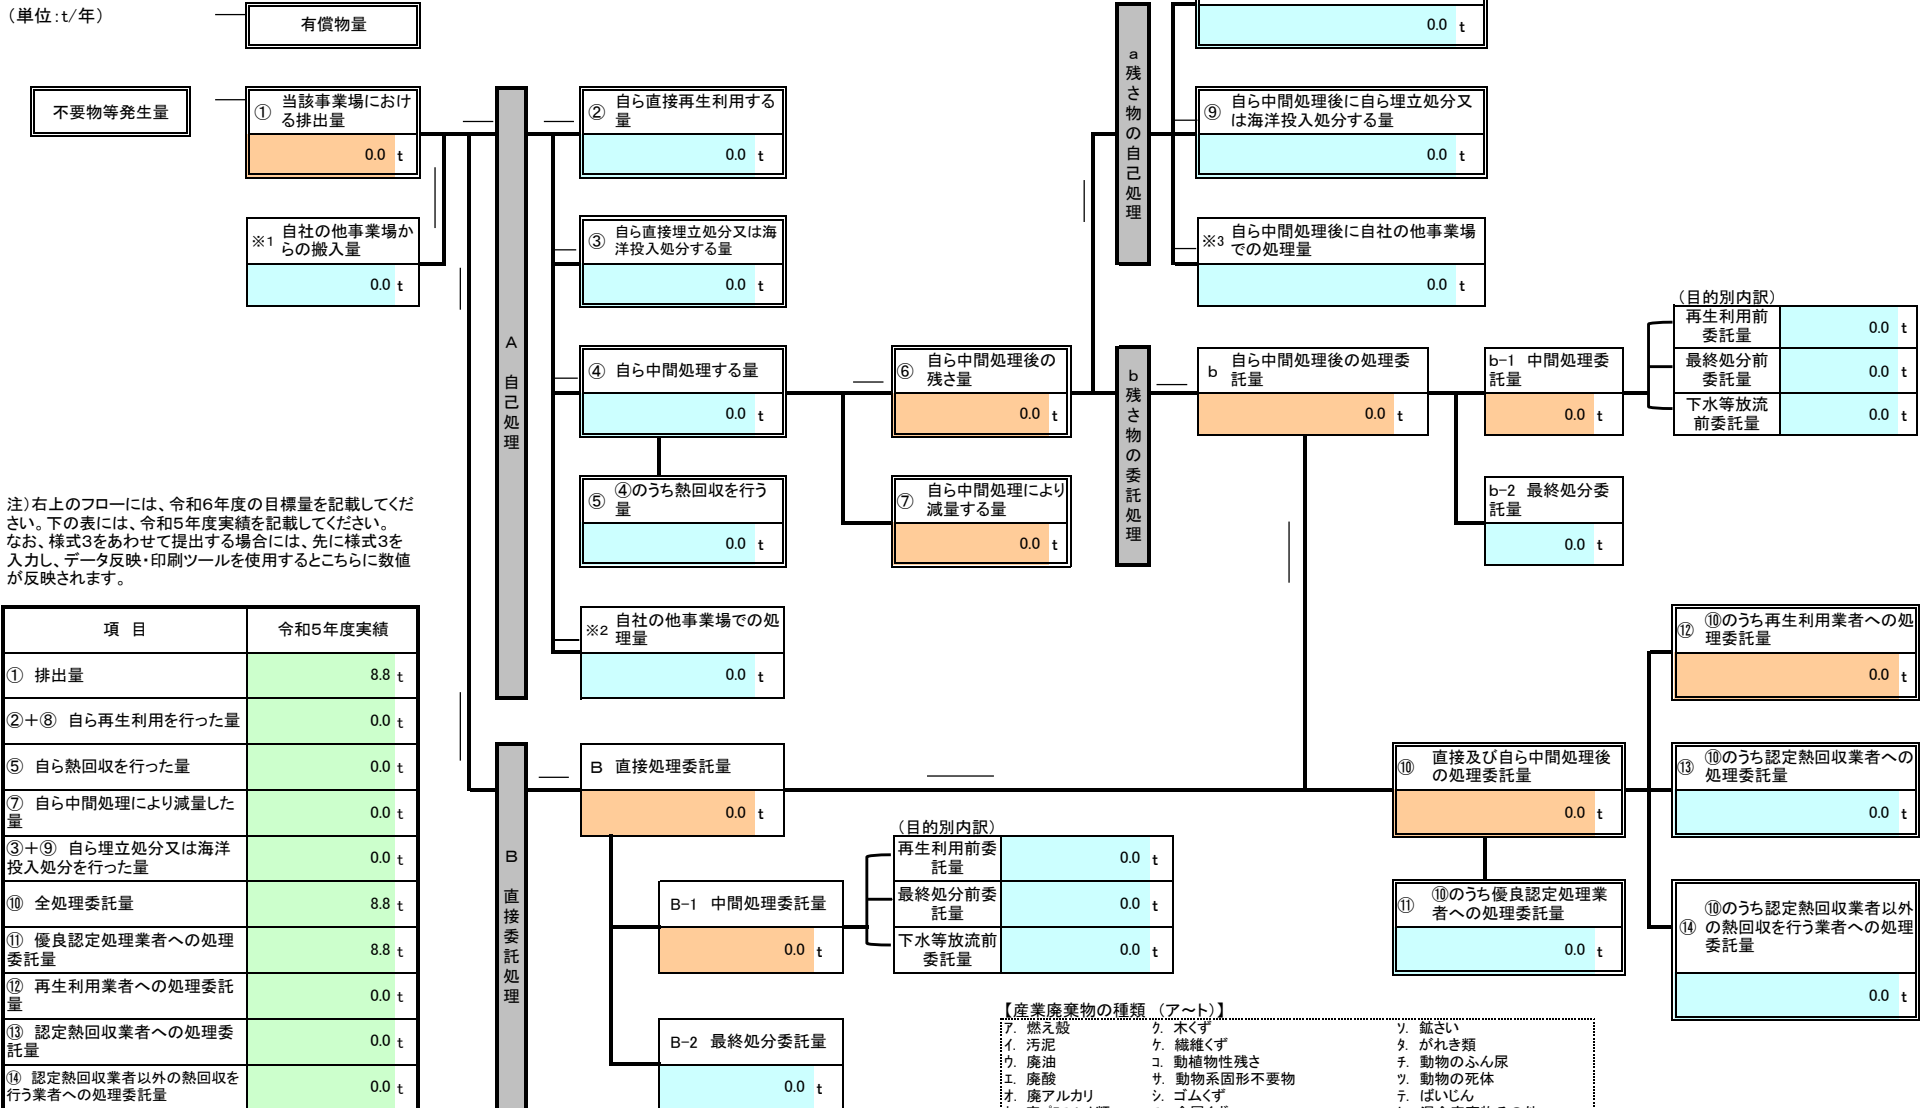 （単位：t/年）
有償物量
不要物等発生量
① 当該事業場におけ
る排出量
0.0 t
※1 自社の他事業場か
らの搬入量
0.0 t
A 自己処理
② 自ら直接再生利用する
量
0.0 t
③ 自ら直接埋立処分又は海
洋投入処分する量
0.0 t
④ 自ら中間処理する量
0.0 t
⑤ ④のうち熱回収を行う
量
0.0 t
※2 自社の他事業場での処
理量
0.0 t
⑥ 自ら中間処理後の
残さ量
0.0 t
⑦ 自ら中間処理により
減量する量
0.0 t
a 残さ物の自己処理
0.0 t
⑨ 自ら中間処理後に自ら埋立処分又
は海洋投入処分する量
0.0 t
※3 自ら中間処理後に自社の他事業場
での処理量
0.0 t
b 残さ物の委託処理
b 自ら中間処理後の処理委
託量
0.0 t
b-1 中間処理委
託量
0.0 t
b-2 最終処分委
託量
0.0 t
（目的別内訳）
再生利用前
委託量
0.0 t
最終処分前
委託量
0.0 t
下水等放流
前委託量
0.0 t
注）右上のフローには、令和6年度の目標量を記載してくだ
さい。下の表には、令和5年度実績を記載してください。
なお、様式3をあわせて提出する場合には、先に様式3を
入力し、データ反映・印刷ツールを使用するとこちらに数値
が反映されます。
項 目 令和5年度実績
① 排出量 8.8 t
②＋⑧ 自ら再生利用を行った量 0.0 t
⑤ 自ら熱回収を行った量 0.0 t
⑦ 自ら中間処理により減量した
量 0.0 t
③＋⑨ 自ら埋立処分又は海洋
投入処分を行った量 0.0 t
⑩ 全処理委託量 8.8 t
⑪ 優良認定処理業者への処理
委託量 8.8 t
⑫ 再生利用業者への処理委託
量 0.0 t
⑬ 認定熱回収業者への処理委
託量 0.0 t
⑭ 認定熱回収業者以外の熱回収を
行う業者への処理委託量 0.0 t
B 直接委託処理
B 直接処理委託量
0.0 t
B-1 中間処理委託量
0.0 t
B-2 最終処分委託量
0.0 t
（目的別内訳）
再生利用前委
託量
0.0 t
最終処分前委
託量
0.0 t
下水等放流前
委託量
0.0 t
⑩ 直接及び自ら中間処理後
の処理委託量
0.0 t
⑪ ⑩のうち優良認定処理業
者への処理委託量
0.0 t
⑫ ⑩のうち再生利用業者への処
理委託量
0.0 t
⑬ ⑩のうち認定熱回収業者への
処理委託量
0.0 t
⑭ ⑩のうち認定熱回収業者以外
の熱回収を行う業者への処理
委託量
0.0 t
【産業廃棄物の種類 （ア～ト）】
ア. 燃え殻 ク. 木くず ソ. 鉱さい
イ. 汚泥 ケ. 繊維くず タ. がれき類
ウ. 廃油 コ. 動植物性残さ チ. 動物のふん尿
エ. 廃酸 サ. 動物系固形不要物 ツ. 動物の死体
オ. 廃アルカリ シ. ゴムくず テ. ばいじん